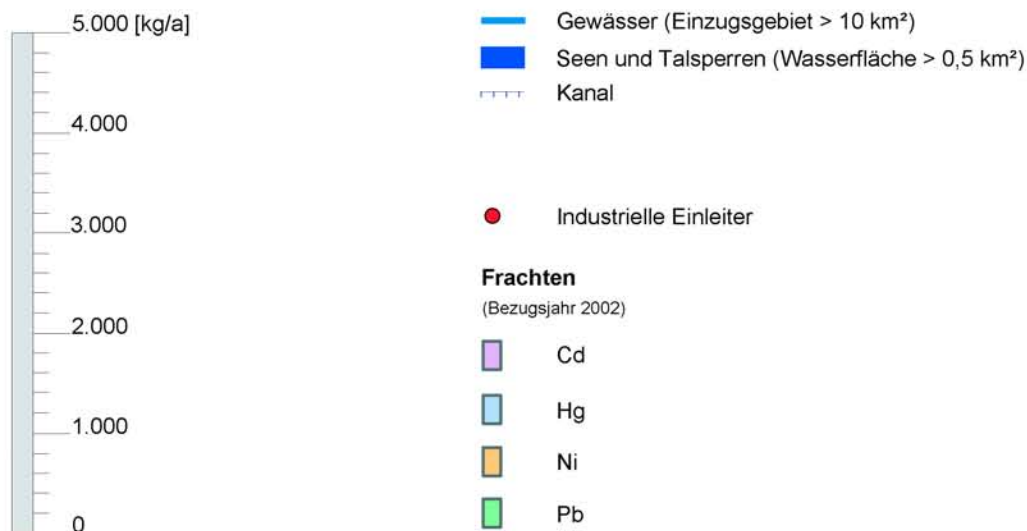 5.000 [kg/a]
4.000
3.000
2.000
1.000
0
Gewässer (Einzugsgebiet > 10 km²)
Seen und Talsperren (Wasserfläche > 0,5 km²)
Kanal
Industrielle Einleiter
Frachten
(Bezugsjahr 2002)
Cd
Hg
Ni
Pb